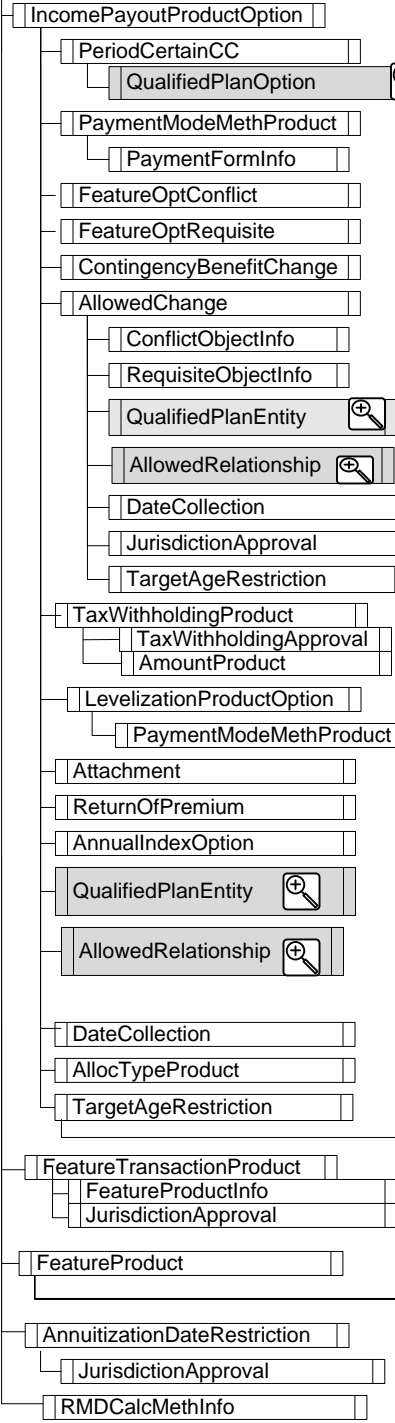 IncomePayoutProductOption
PeriodCertainCC
QualifiedPlanOption
PaymentModeMethProduct
PaymentFormInfo
FeatureOptConflict
FeatureOptRequisite
ContingencyBenefitChange
AllowedChange
ConflictObjectInfo
RequisiteObjectInfo
QualifiedPlanEntity
AllowedRelationship
DateCollection
JurisdictionApproval
TargetAgeRestriction
TaxWithholdingProduct
TaxWithholdingApproval
AmountProduct
LevelizationProductOption
PaymentModeMethProduct
Attachment
ReturnOfPremium
AnnualIndexOption
QualifiedPlanEntity
AllowedRelationship
DateCollection
AllocTypeProduct
TargetAgeRestriction
FeatureTransactionProduct
FeatureProductInfo
JurisdictionApproval
FeatureProduct
AnnuitizationDateRestriction
JurisdictionApproval
RMDCalcMethInfo